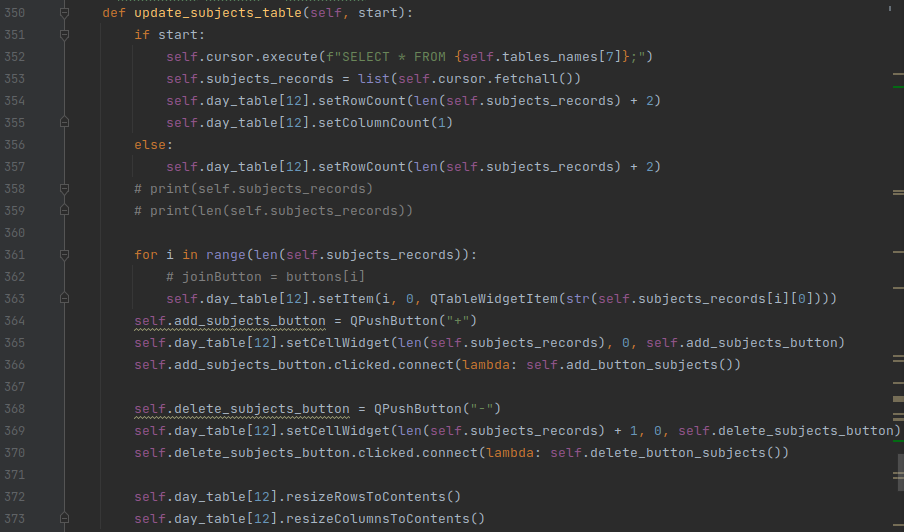 350 def update_subjects_table(self, start):
351 if start:
352 self.cursor.execute(f"SELECT * FROM {self.tables_names[7]};")
353 self.subjects_records = list(self.cursor.fetchall())
354 self.day_table[12].setRowCount(len(self.subjects_records) + 2)
355 self.day_table[12].setColumnCount(1)
356 else:
357 self.day_table[12].setRowCount(len(self.subjects_records) + 2)
358 # print(self.subjects_records)
359 # print(len(self.subjects_records))
360
361 for i in range(len(self.subjects_records)):
362 # joinButton = buttons[i]
363 self.day_table[12].setItem(i, 0, QTableWidgetItem(str(self.subjects_records[i][0])))
364 self.add_subjects_button = QPushButton("+")
365 self.day_table[12].setCellWidget(len(self.subjects_records), 0, self.add_subjects_button)
366 self.add_subjects_button.clicked.connect(lambda: self.add_button_subjects())
367
368 self.delete_subjects_button = QPushButton("-")
369 self.day_table[12].setCellWidget(len(self.subjects_records) + 1, 0, self.delete_subjects_button)
370 self.delete_subjects_button.clicked.connect(lambda: self.delete_button_subjects())
371
372 self.day_table[12].resizeRowsToContents()
373 self.day_table[12].resizeColumnsToContents()